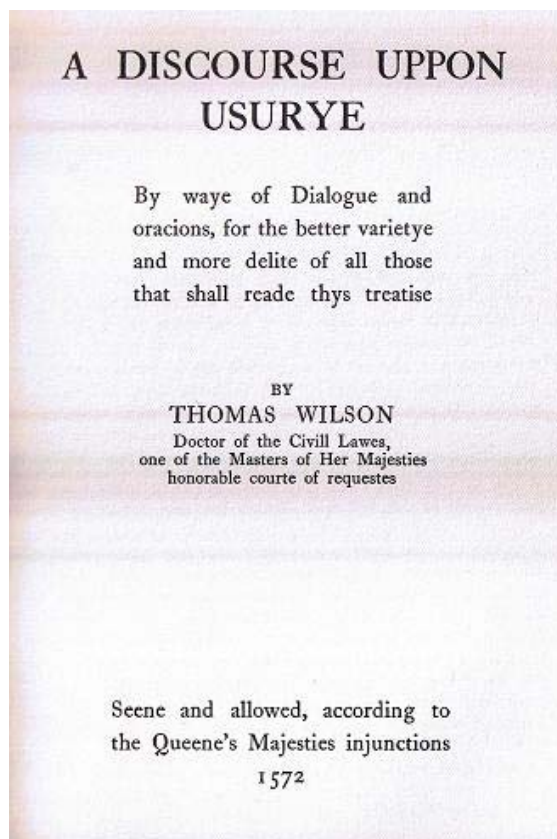 A DISCOURSE UPPON
USURYE
By waye of Dialogue and
oracions, for the better varietye
and more delite of all those
that shall reade thys treatise
BY
THOMAS WILSON
Doctor of the Civill Lawes,
one of the Masters of Her Majesties
honorable courte of requestes
Seene and allowed, according to
the Queene's Majesties injunctions
1572